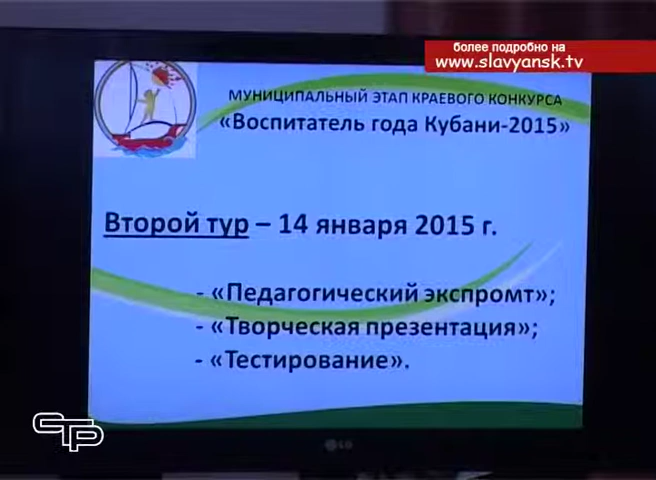 более подробно на
www.slavyansk.tv
МУНИЦИПАЛЬНЫЙ ЭТАП КРАЕВОГО КОНКУРСА
«Воспитатель года Кубани-2015»
Второй тур – 14 января 2015 г.
- «Педагогический экспромт»;
- «Творческая презентация»;
- «Тестирование».
СТР
LG